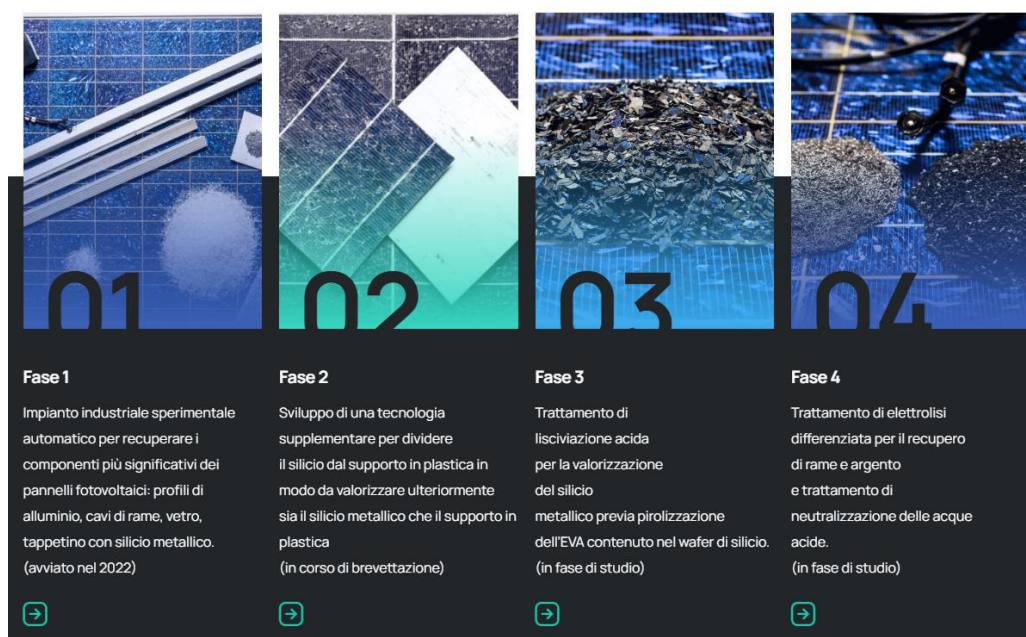 01
02
03
04
Fase 1
Impianto industriale sperimentale
automatico per recuperare i
componenti più significativi dei
pannelli fotovoltaici: profili di
alluminio, cavi di rame, vetro,
tappetino con silicio metallico.
(avviato nel 2022)
Fase 2
Sviluppo di una tecnologia
supplementare per dividere
il silicio dal supporto in plastica in
modo da valorizzare ulteriormente
sia il silicio metallico che il supporto in
plastica
(in corso di brevettazione)
Fase 3
Trattamento di
lisciviazione acida
per la valorizzazione
del silicio
metallico previa pirolizzazione
dell'EVA contenuto nel wafer di silicio.
(in fase di studio)
Fase 4
Trattamento di elettrolisi
differenziata per il recupero
di rame e argento
e trattamento di
neutralizzazione delle acque
acide.
(in fase di studio)